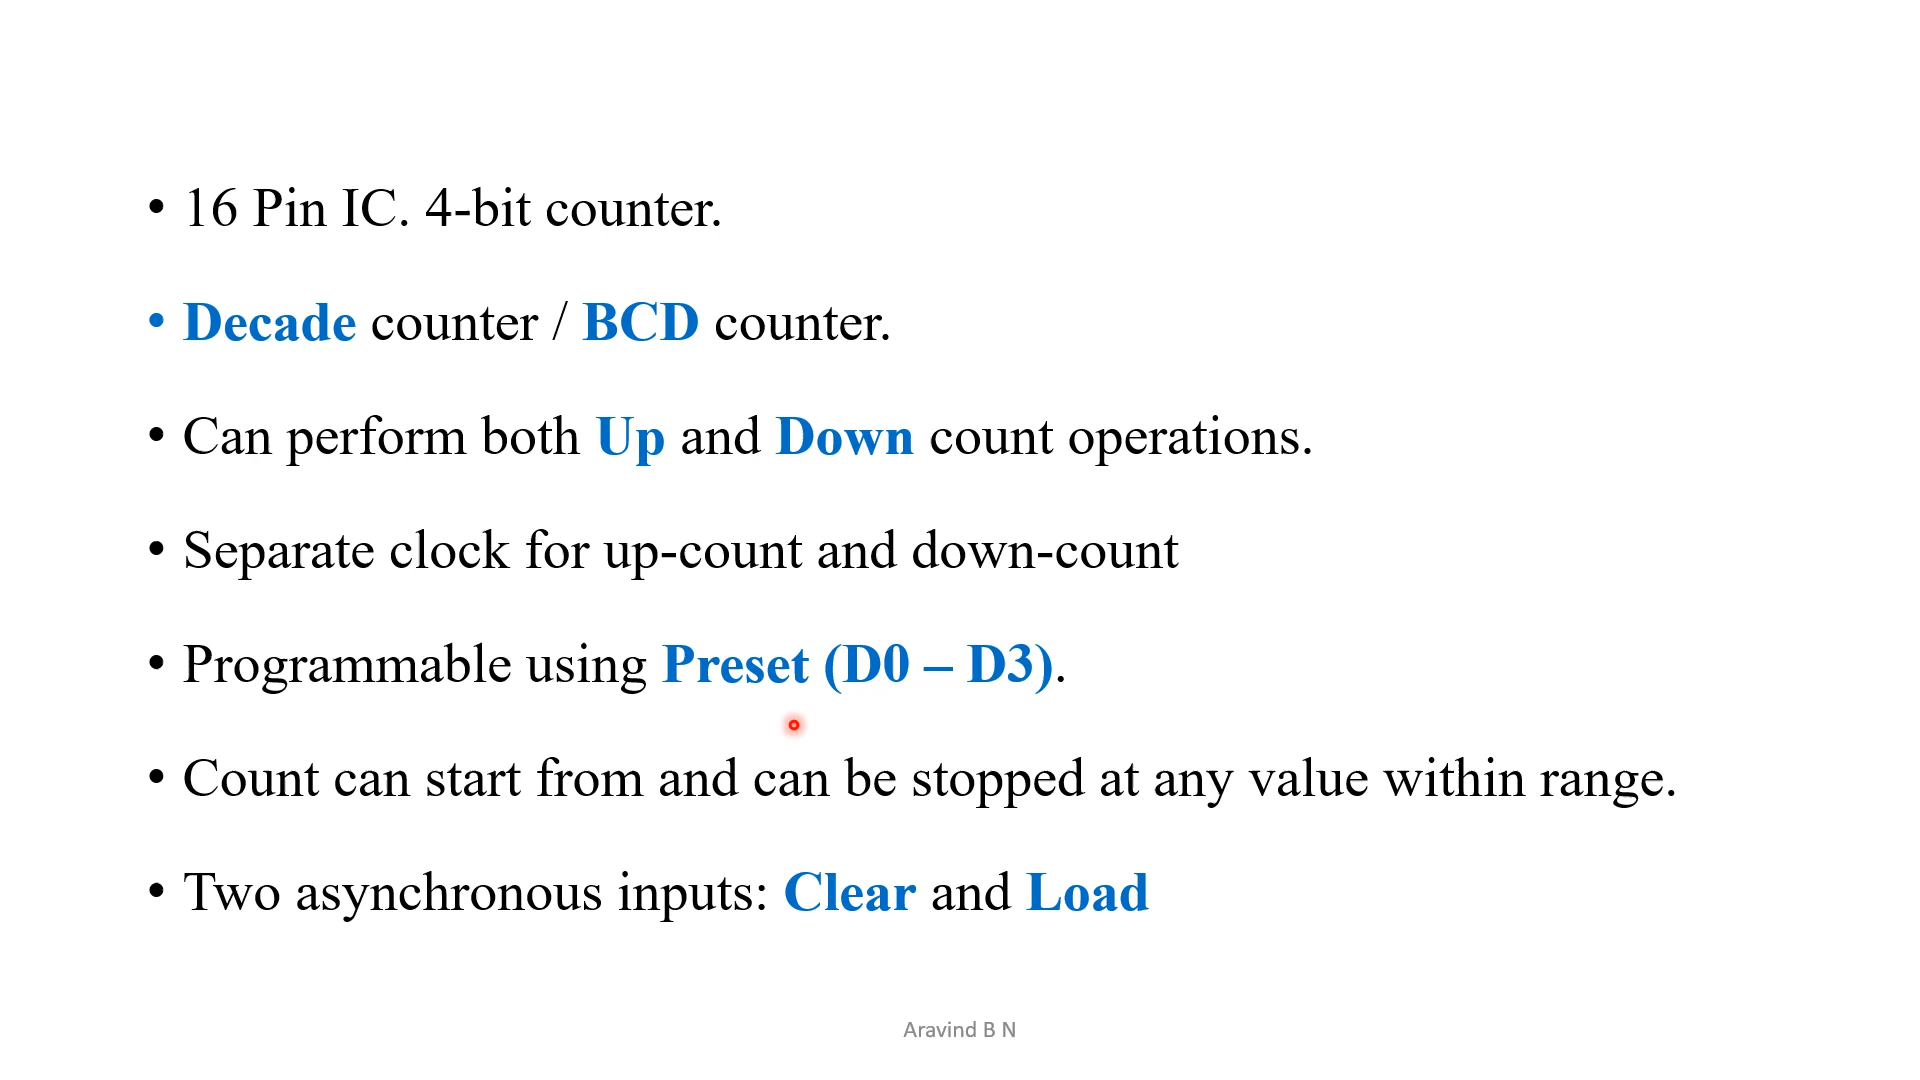 • 16 Pin IC. 4-bit counter.
• Decade counter / BCD counter.
• Can perform both Up and Down count operations.
• Separate clock for up-count and down-count
• Programmable using Preset (D0 – D3).
• Count can start from and can be stopped at any value within range.
• Two asynchronous inputs: Clear and Load
Aravind B N